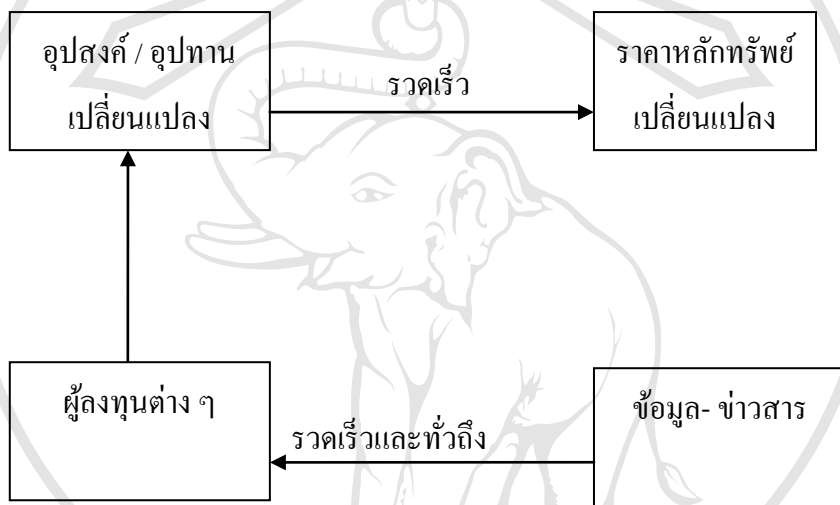 อุปสงค์ / อุปทาน
เปลี่ยนแปลง
รวดเร็ว
ราคาหลักทรัพย์
เปลี่ยนแปลง
ผู้ลงทุนต่าง ๆ
รวดเร็วและทั่วถึง
ข้อมูล- ข่าวสาร